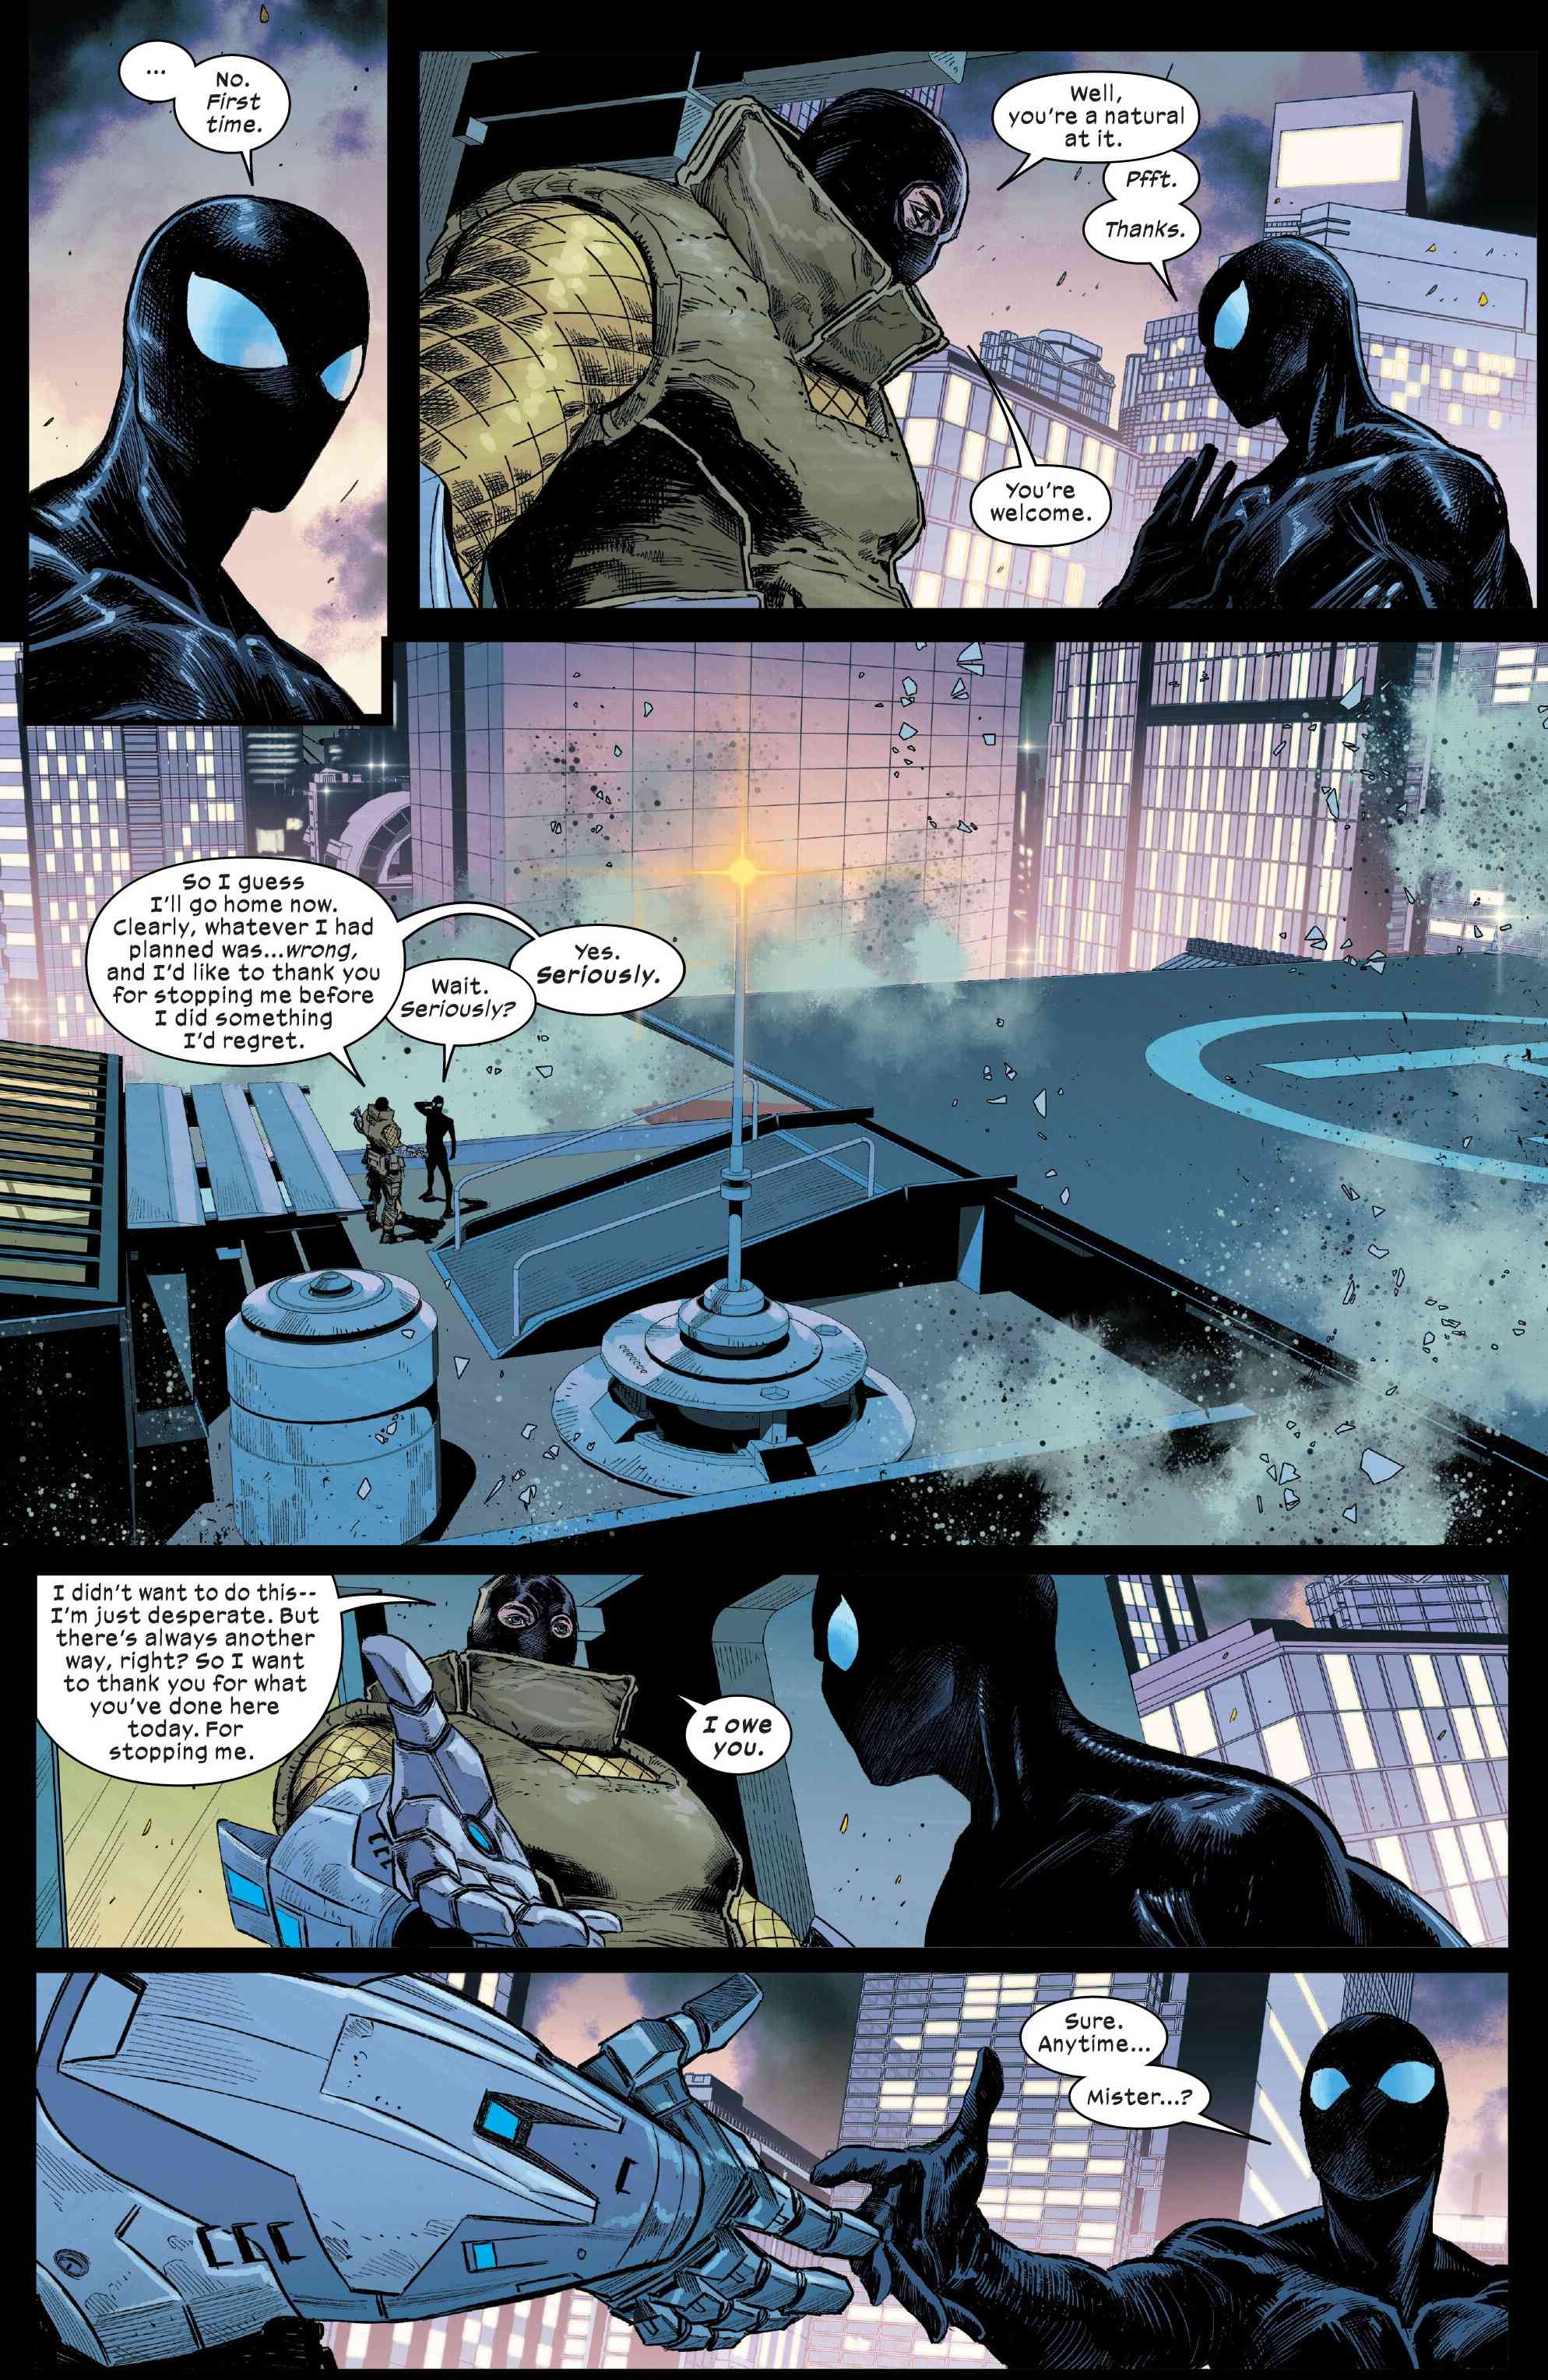 ...
No.
First
time.
Well,
you're a natural
at it.
Pfft.
Thanks.
You're
welcome.
So I guess
I'll go home now.
Clearly, whatever I had
planned was...wrong,
and I'd like to thank you
for stopping me before
I did something
I'd regret.
Wait.
Seriously?
Yes.
Seriously.
I didn't want to do this--
I'm just desperate. But
there's always another
way, right? So I want
to thank you for what
you've done here
today. For
stopping me.
I owe
you.
Sure.
Anytime...
Mister...?